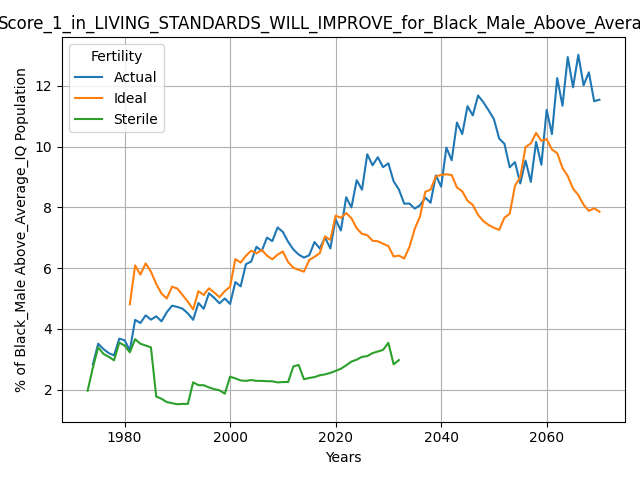 Score_1_in_LIVING_STANDARDS_WILL_IMPROVE_for_Black_Male_Above_Avera
Fertility
Actual
Ideal
Sterile
% of Black_Male Above_Average_IQ Population
12
10
8
6
4
2
1980
2000
2020
2040
2060
Years